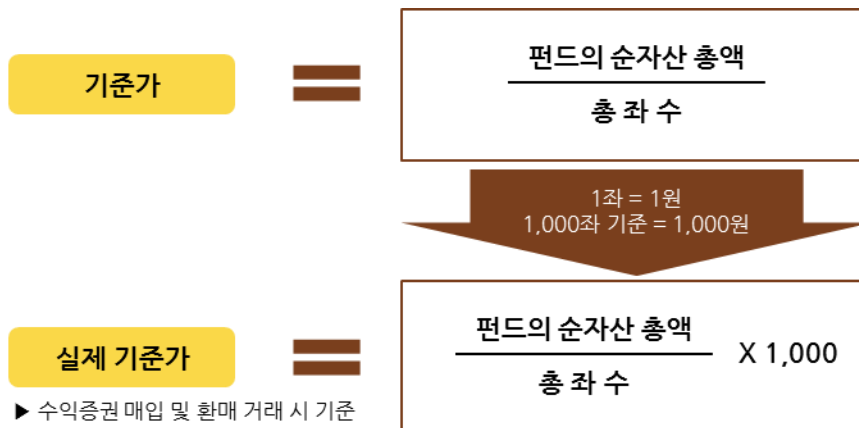 기준가
펀드의 순자산 총액
총 좌 수
1좌 = 1원
1,000좌 기준 = 1,000원
실제 기준가
펀드의 순자산 총액
총 좌 수
X 1,000
▶ 수익증권 매입 및 환매 거래 시 기준